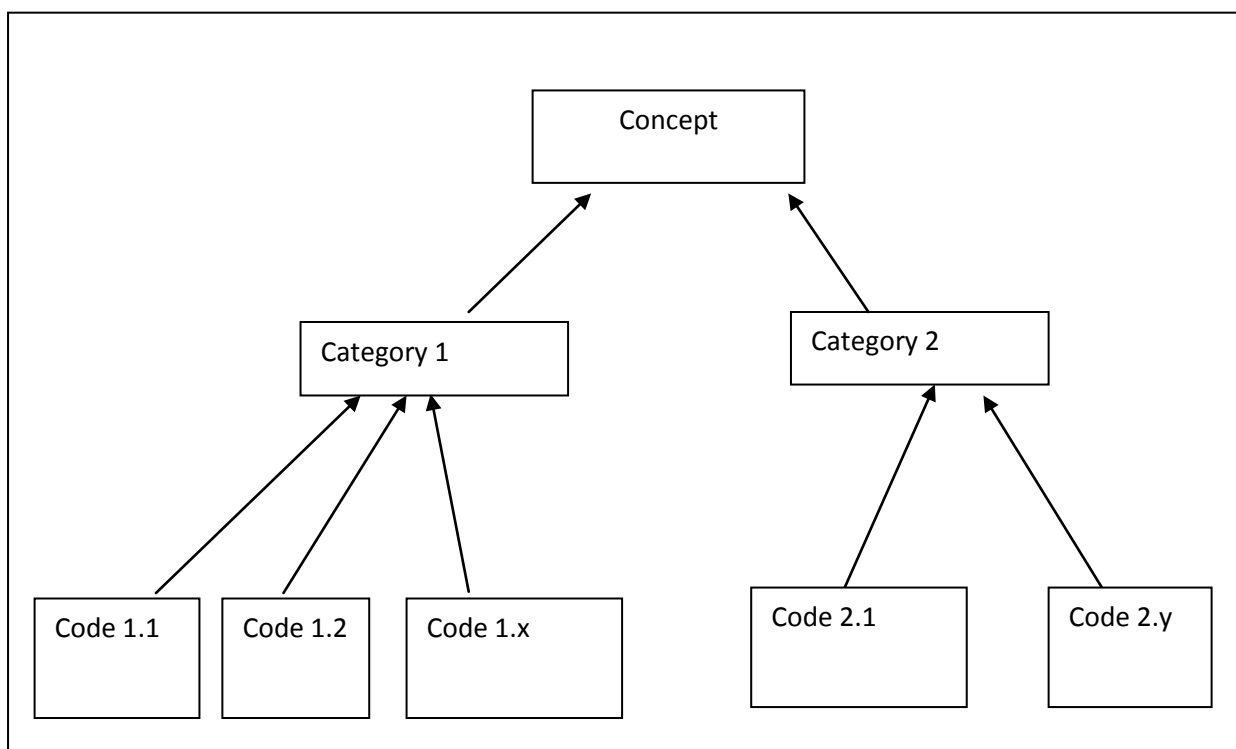 Concept
Category 1
Category 2
Code 1.1
Code 1.2
Code 1.x
Code 2.1
Code 2.y